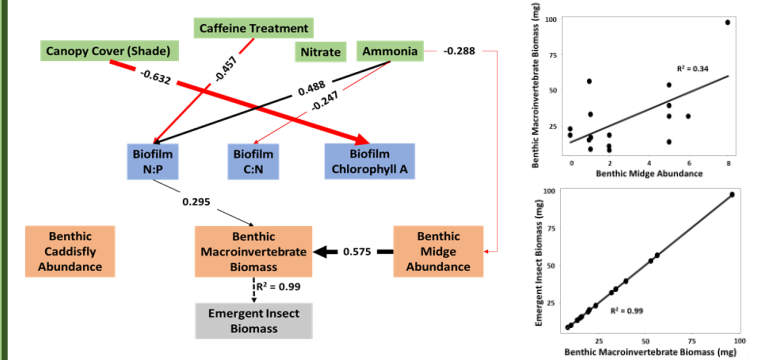 Caffeine Treatment
Canopy Cover (Shade)
Nitrate
Ammonia
-0.288
-0.457
-0.632
0.488
-0.247
Biofilm
N:P
Biofilm
C:N
Biofilm
Chlorophyll A
0.295
Benthic
Caddisfly
Abundance
Benthic
Macroinvertebrate
Biomass
0.575
Benthic
Midge
Abundance
R² = 0.99
Emergent Insect
Biomass
Benthic Macroinvertebrate Biomass (mg)
100
75
50
25
R² = 0.34
0
2
4
6
8
Benthic Midge Abundance
Emergent Insect Biomass (mg)
100
75
50
25
R² = 0.99
25
50
75
100
Benthic Macroinvertebrate Biomass (mg)